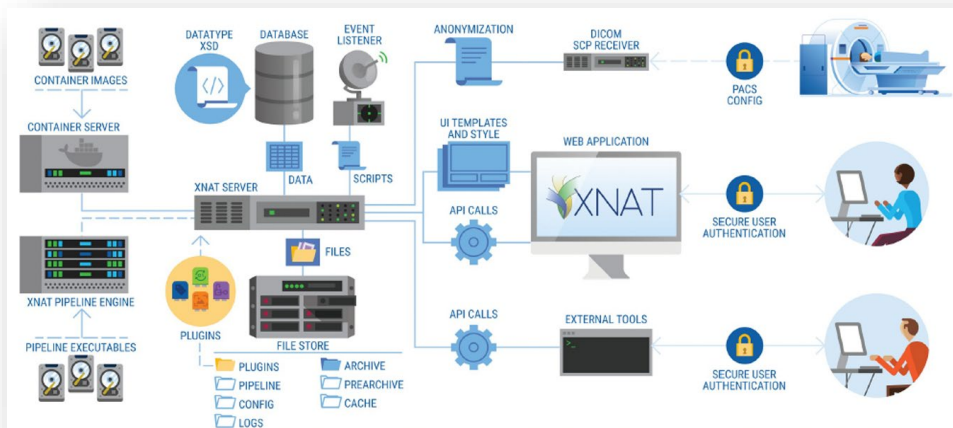 CONTAINER IMAGES
CONTAINER SERVER
XNAT PIPELINE ENGINE
PIPELINE EXECUTABLES
DATATYPE
XSD
DATABASE
EVENT
LISTENER
DATA
SCRIPTS
XNAT SERVER
FILES
PLUGINS
FILE STORE
PLUGINS
PIPELINE
CONFIG
LOGS
ARCHIVE
PREARCHIVE
CACHE
ANONYMIZATION
DICOM
SCP RECEIVER
PACS
CONFIG
UI TEMPLATES
AND STYLE
WEB APPLICATION
XNAT
API CALLS
SECURE USER
AUTHENTICATION
API CALLS
EXTERNAL TOOLS
>_
SECURE USER
AUTHENTICATION